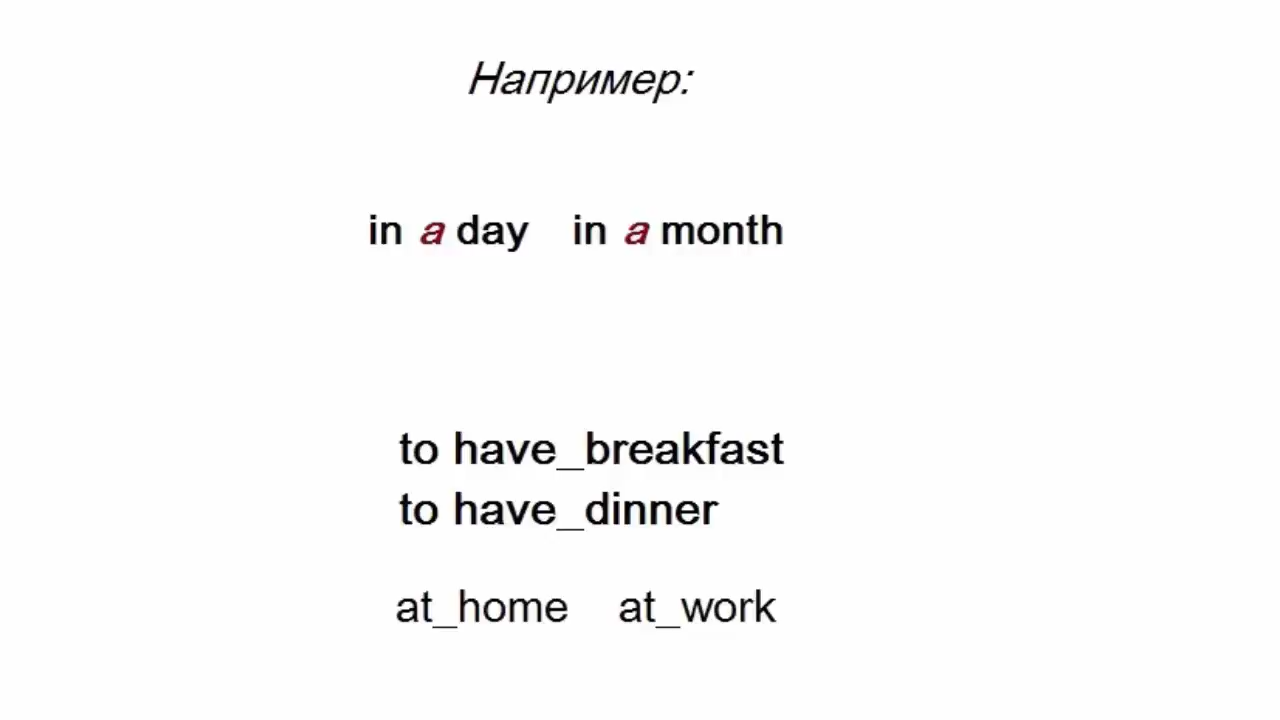 Например:
in a day in a month
to have_breakfast
to have_dinner
at_home at_work